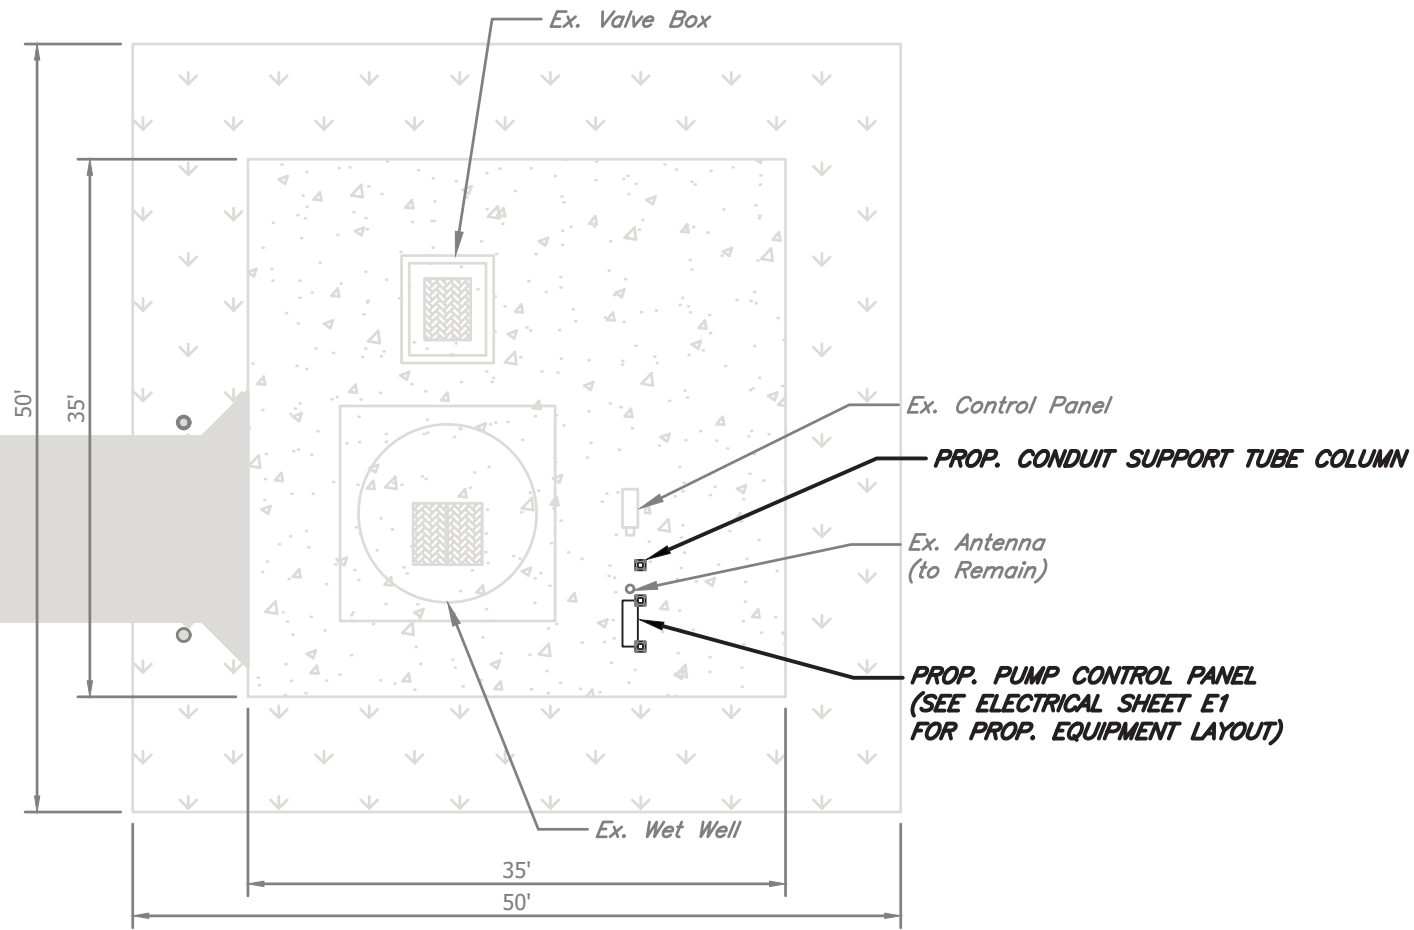 Ex. Valve Box
50'
35'
Ex. Control Panel
PROP. CONDUIT SUPPORT TUBE COLUMN
Ex. Antenna
(to Remain)
PROP. PUMP CONTROL PANEL
(SEE ELECTRICAL SHEET E1
FOR PROP. EQUIPMENT LAYOUT)
Ex. Wet Well
35'
50'